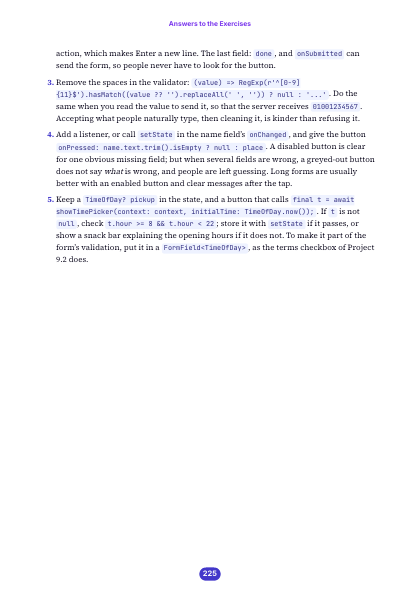 Answers to the Exercises
action, which makes Enter a new line. The last field: done, and onSubmitted can
send the form, so people never have to look for the button.
3. Remove the spaces in the validator: (value) => RegExp(r'^[0-9]
{11}$').hasMatch((value ?? '').replaceAll(' ', '')) ? null : '...'. Do the
same when you read the value to send it, so that the server receives 01001234567.
Accepting what people naturally type, then cleaning it, is kinder than refusing it.
4. Add a listener, or call setState in the name field's onChanged, and give the button
onPressed: name.text.trim().isEmpty ? null : place. A disabled button is clear
for one obvious missing field; but when several fields are wrong, a greyed-out button
does not say what is wrong, and people are left guessing. Long forms are usually
better with an enabled button and clear messages after the tap.
5. Keep a TimeOfDay? pickup in the state, and a button that calls final t = await
showTimePicker(context: context, initialTime: TimeOfDay.now());. If t is not
null, check t.hour >= 8 && t.hour < 22; store it with setState if it passes, or
show a snack bar explaining the opening hours if it does not. To make it part of the
form's validation, put it in a FormField<TimeOfDay>, as the terms checkbox of Project
9.2 does.
225